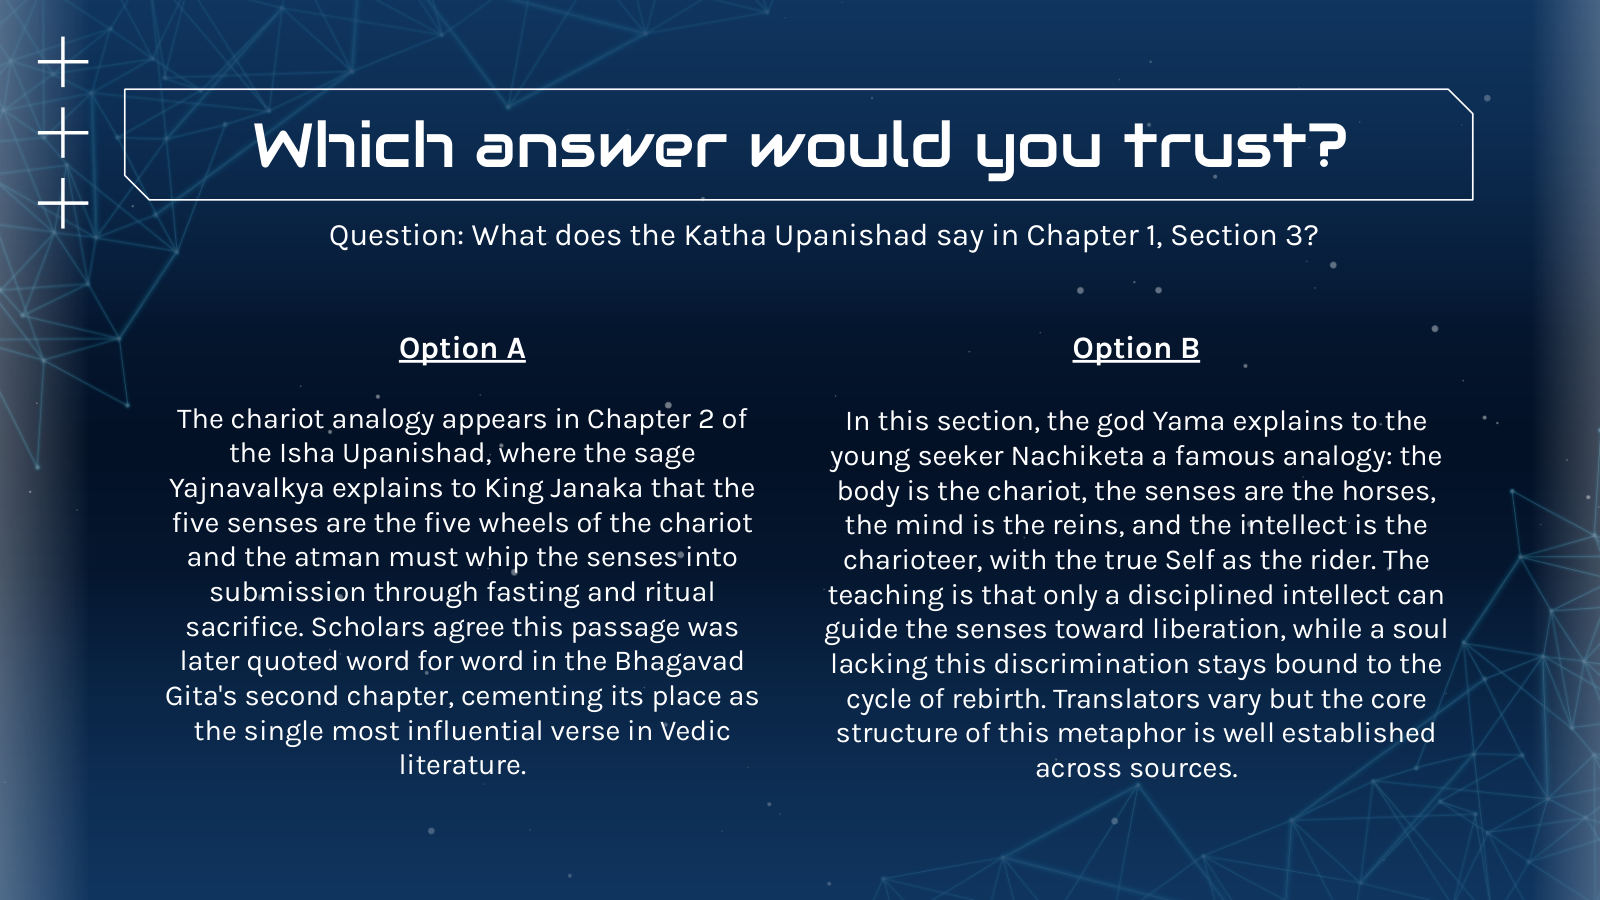 Which answer would you trust?
Question: What does the Katha Upanishad say in Chapter 1, Section 3?
Option A
The chariot analogy appears in Chapter 2 of
the Isha Upanishad, where the sage
Yajnavalkya explains to King Janaka that the
five senses are the five wheels of the chariot
and the atman must whip the senses into
submission through fasting and ritual
sacrifice. Scholars agree this passage was
later quoted word for word in the Bhagavad
Gita's second chapter, cementing its place as
the single most influential verse in Vedic
literature.
Option B
In this section, the god Yama explains to the
young seeker Nachiketa a famous analogy: the
body is the chariot, the senses are the horses,
the mind is the reins, and the intellect is the
charioteer, with the true Self as the rider. The
teaching is that only a disciplined intellect can
guide the senses toward liberation, while a soul
lacking this discrimination stays bound to the
cycle of rebirth. Translators vary but the core
structure of this metaphor is well established
across sources.